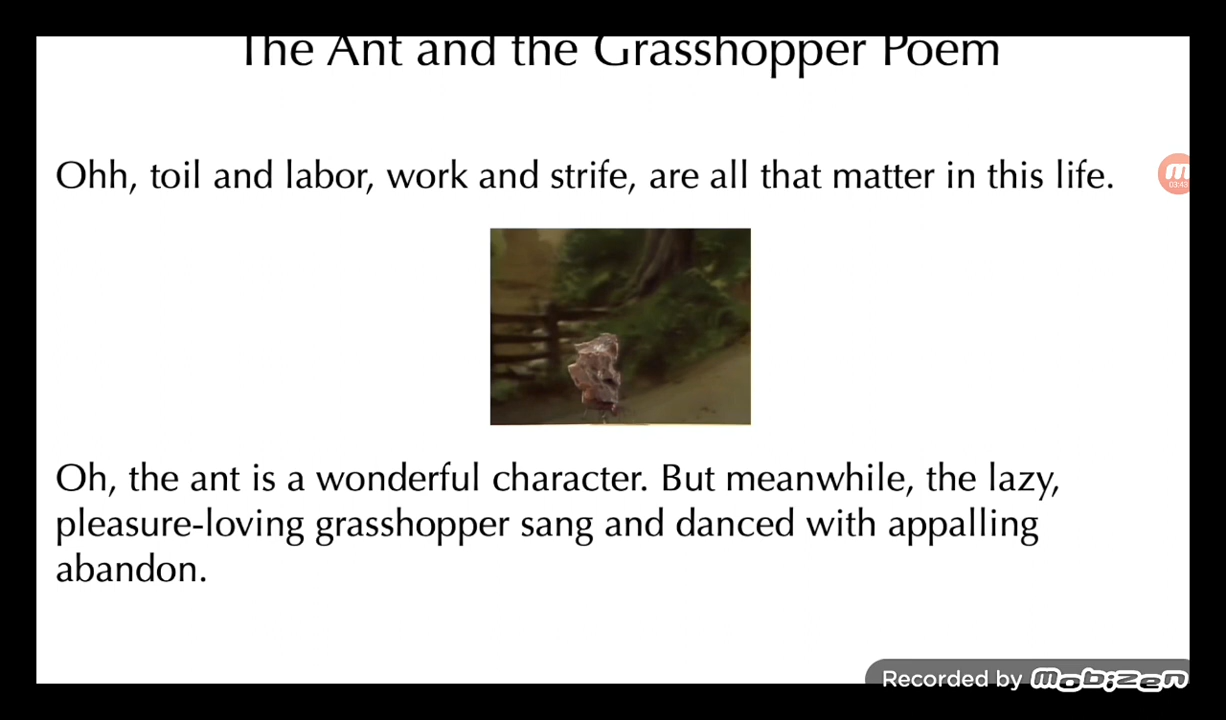 The Ant and the Grasshopper Poem
Ohh, toil and labor, work and strife, are all that matter in this life.
03:43
Oh, the ant is a wonderful character. But meanwhile, the lazy,
pleasure-loving grasshopper sang and danced with appalling
abandon.
Recorded by mobizen